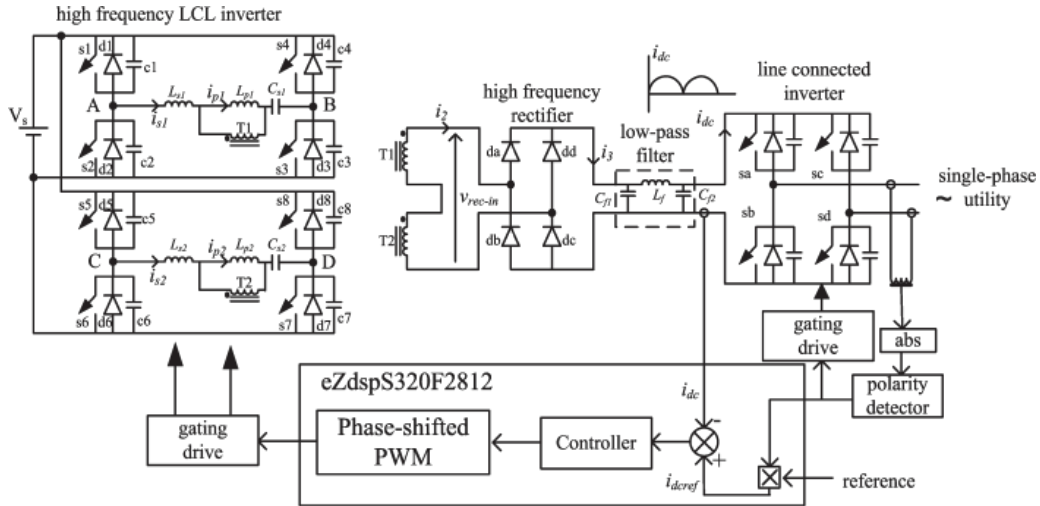 high frequency LCL inverter
s1
d1
c1
s4
d4
c4
Vs
A
Ls1
ip1
Lp1
Cs1
B
is1
T1
s2
d2
c2
s3
d3
c3
s5
d5
c5
s8
d8
c8
C
Ls2
ip2
Lp2
Cs2
D
is2
T2
s6
d6
c6
s7
d7
c7
high frequency
rectifier
i2
T1
T2
vrec-in
da
dd
db
dc
i3
low-pass
filter
Cf1
Lf
Cf2
idc
idc
line connected
inverter
sa
sc
sb
sd
single-phase
~ utility
gating
drive
abs
polarity
detector
eZdspS320F2812
gating
drive
Phase-shifted
PWM
Controller
idc
-
+
idcref
reference